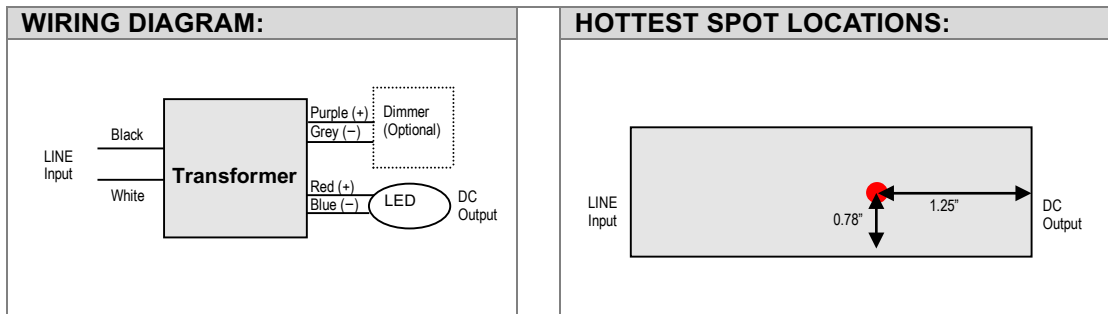 WIRING DIAGRAM:
Black
LINE
Input
White
Transformer
Purple (+)
Grey (−)
Dimmer
(Optional)
Red (+)
Blue (−)
LED
DC
Output
HOTTEST SPOT LOCATIONS:
LINE
Input
0.78”
1.25”
DC
Output